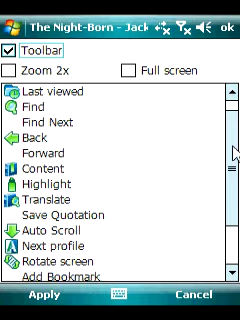 The Night-Born - Jack
ok
Toolbar
Zoom 2x
Full screen
Last viewed
Find
Find Next
Back
Forward
Content
Highlight
Translate
Save Quotation
Auto Scroll
Next profile
Rotate screen
Add Bookmark
Apply
Cancel